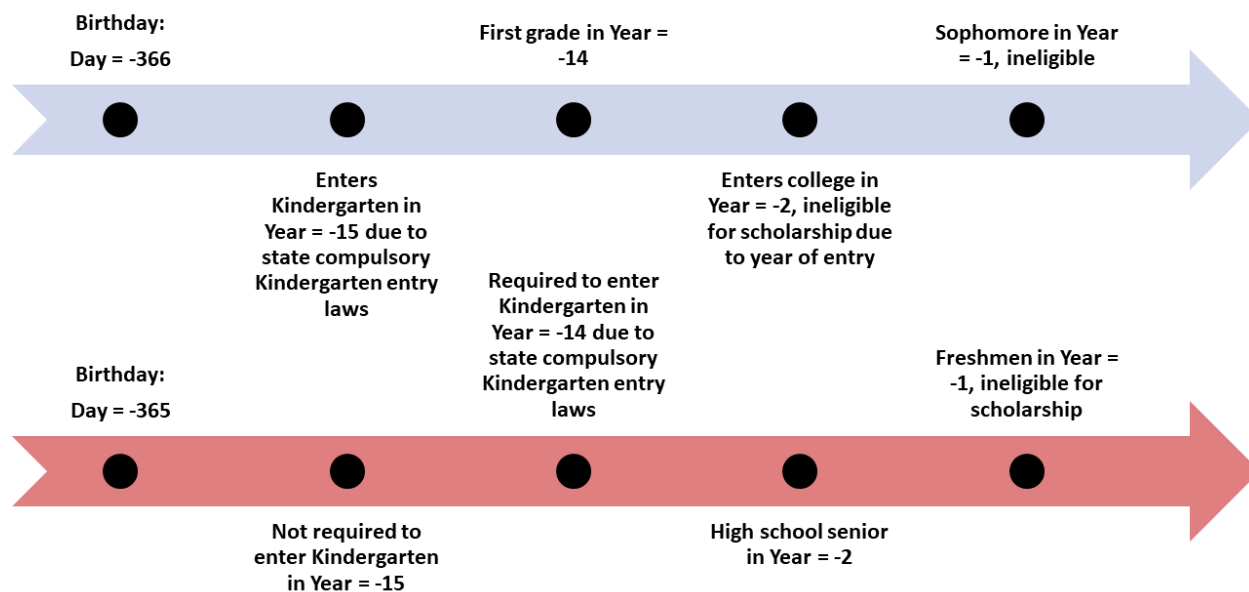 Birthday:
Day = -366
First grade in Year =
-14
Sophomore in Year
= -1, ineligible
Enters
Kindergarten in
Year = -15 due to
state compulsory
Kindergarten entry
laws
Enters college in
Year = -2, ineligible
for scholarship due
to year of entry
Birthday:
Day = -365
Required to enter
Kindergarten in
Year = -14 due to
state compulsory
Kindergarten entry
laws
Freshmen in Year =
-1, ineligible for
scholarship
Not required to
enter Kindergarten
in Year = -15
High school senior
in Year = -2